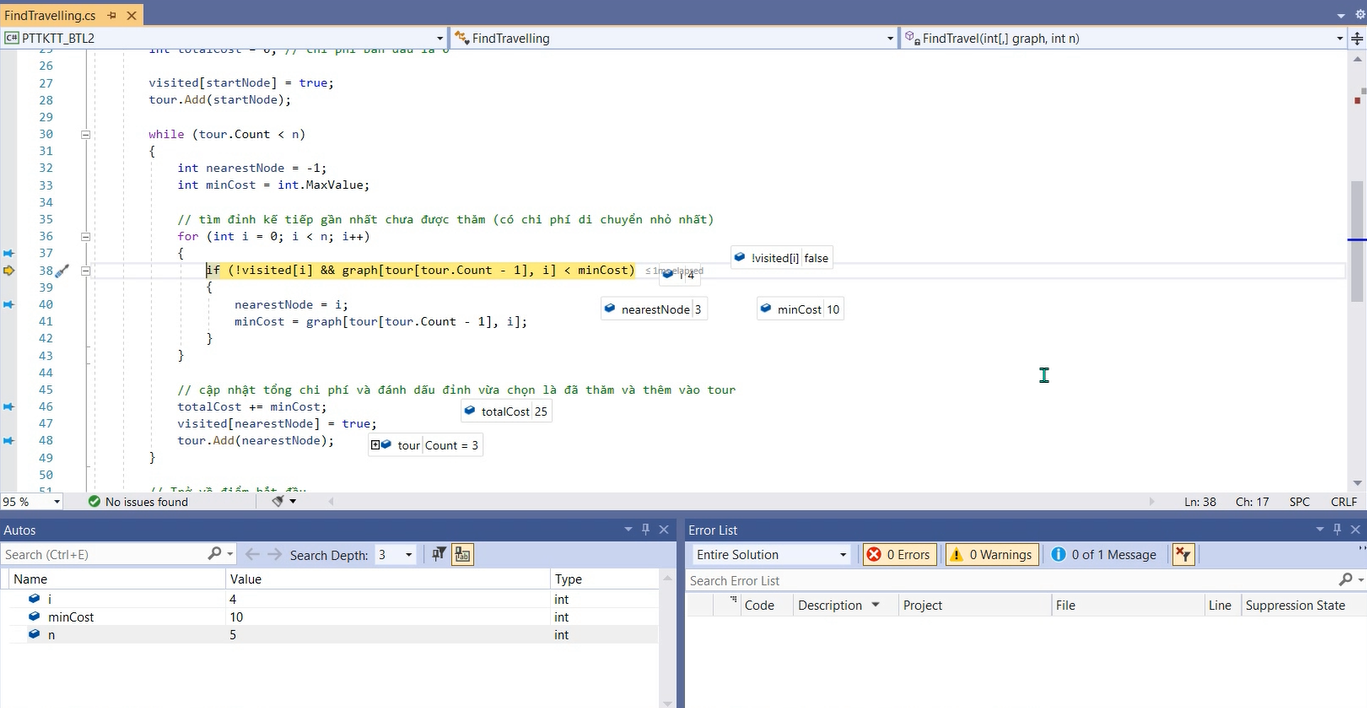 FindTravelling.cs
C# PTTKTT_BTL2 FindTravelling FindTravel(int[,] graph, int n)
25 int totalCost = 0; // chi phí ban đầu là 0
26
27 visited[startNode] = true;
28 tour.Add(startNode);
29
30 while (tour.Count < n)
31 {
32 int nearestNode = -1;
33 int minCost = int.MaxValue;
34
35 // tìm đỉnh kế tiếp gần nhất chưa được thăm (có chi phí di chuyển nhỏ nhất)
36 for (int i = 0; i < n; i++)
37 {
!visited[i] false
38 if (!visited[i] && graph[tour[tour.Count - 1], i] < minCost) ≤ 1ms elapsed
i 4
39 {
40 nearestNode = i; nearestNode 3 minCost 10
41 minCost = graph[tour[tour.Count - 1], i];
42 }
43 }
44
45 // cập nhật tổng chi phí và đánh dấu đỉnh vừa chọn là đã thăm và thêm vào tour
46 totalCost += minCost; totalCost 25
47 visited[nearestNode] = true;
48 tour.Add(nearestNode); tour Count = 3
49 }
50
51 // Trở về điểm bắt đầu
95 % No issues found Ln: 38 Ch: 17 SPC CRLF
Autos
Search (Ctrl+E) Search Depth: 3
Name Value Type
i 4 int
minCost 10 int
n 5 int
Error List
Entire Solution 0 Errors 0 Warnings 0 of 1 Message
Search Error List
Code Description Project File Line Suppression State